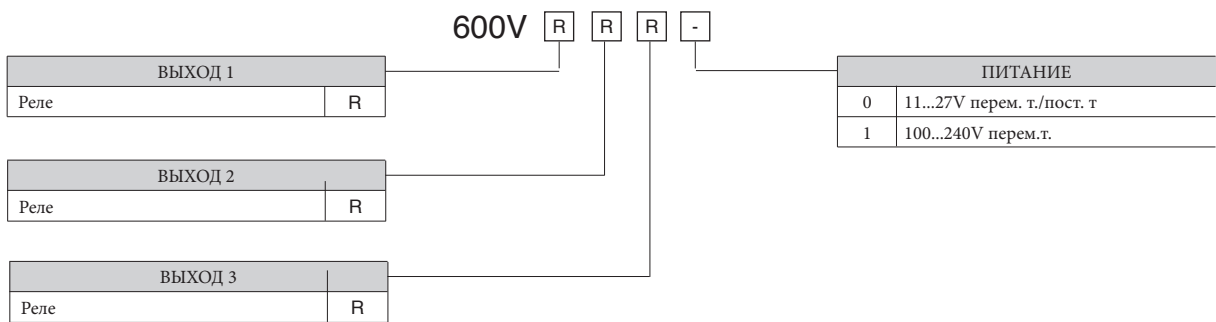 600V R R R -
ВЫХОД 1
Реле R
ПИТАНИЕ
0 11...27V перем. т./пост. т
1 100...240V перем.т.
ВЫХОД 2
Реле R
ВЫХОД 3
Реле R